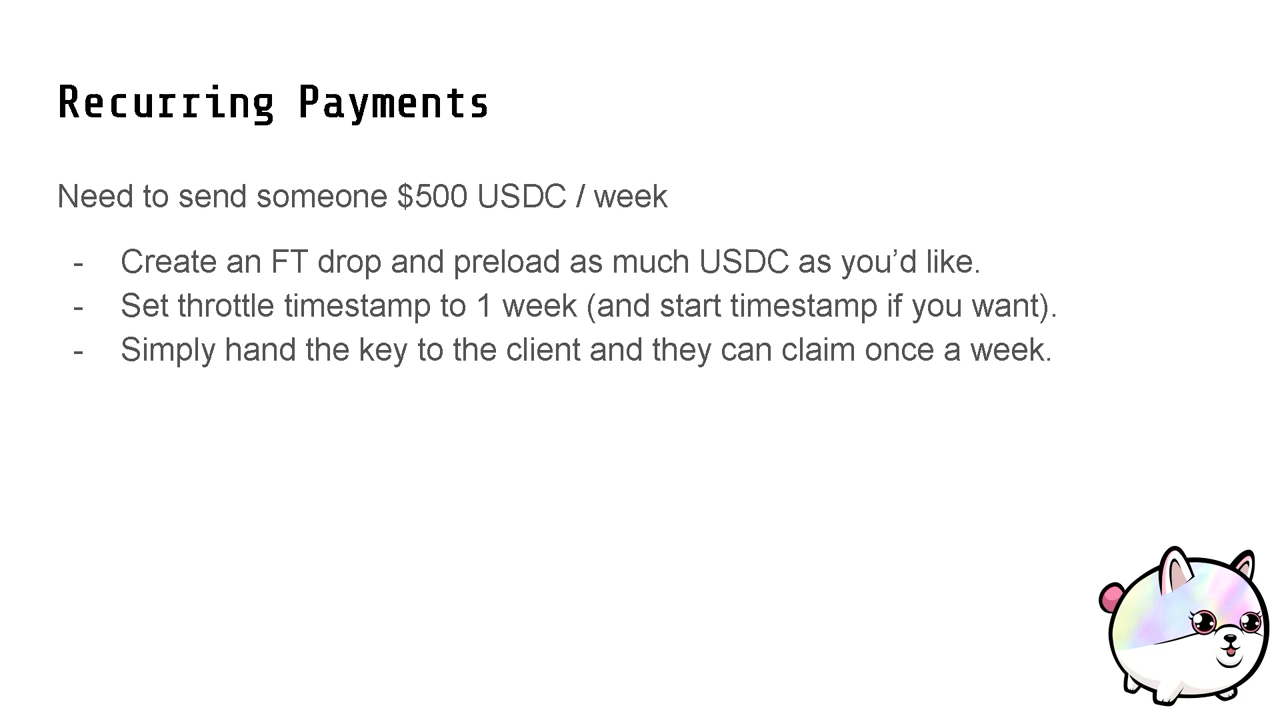 Recurring Payments
Need to send someone $500 USDC / week
- Create an FT drop and preload as much USDC as you’d like.
- Set throttle timestamp to 1 week (and start timestamp if you want).
- Simply hand the key to the client and they can claim once a week.